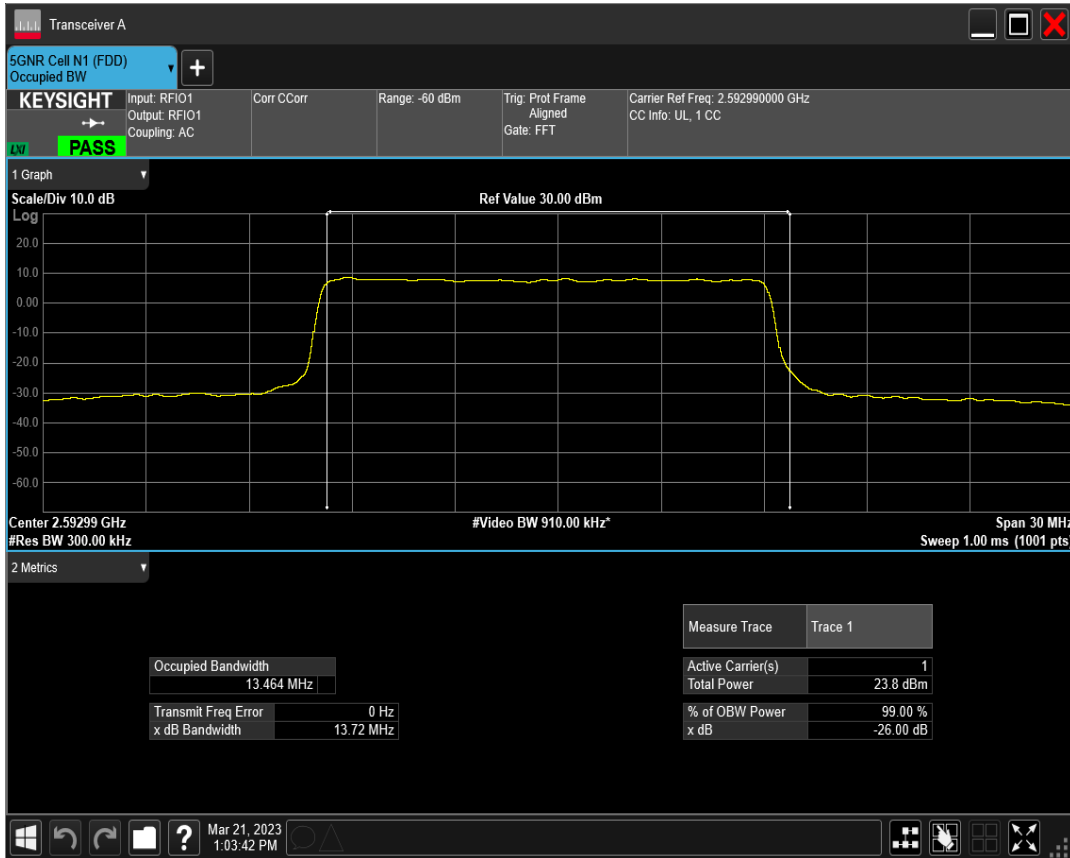 Transceiver A
5GNR Cell N1 (FDD)
Occupied BW
+
KEYSIGHT
LXI
PASS
Input: RFIO1
Output: RFIO1
Coupling: AC
Corr CCorr
Range: -60 dBm
Trig: Prot Frame
Aligned
Gate: FFT
Carrier Ref Freq: 2.592990000 GHz
CC Info: UL, 1 CC
1 Graph
Scale/Div 10.0 dB
Ref Value 30.00 dBm
Log
20.0
10.0
0.00
-10.0
-20.0
-30.0
-40.0
-50.0
-60.0
Center 2.59299 GHz
#Video BW 910.00 kHz*
Span 30 MHz
#Res BW 300.00 kHz
Sweep 1.00 ms (1001 pts)
2 Metrics
Measure Trace Trace 1
Occupied Bandwidth
13.464 MHz
Active Carrier(s) 1
Total Power 23.8 dBm
Transmit Freq Error 0 Hz
x dB Bandwidth 13.72 MHz
% of OBW Power 99.00 %
x dB -26.00 dB
?
Mar 21, 2023
1:03:42 PM